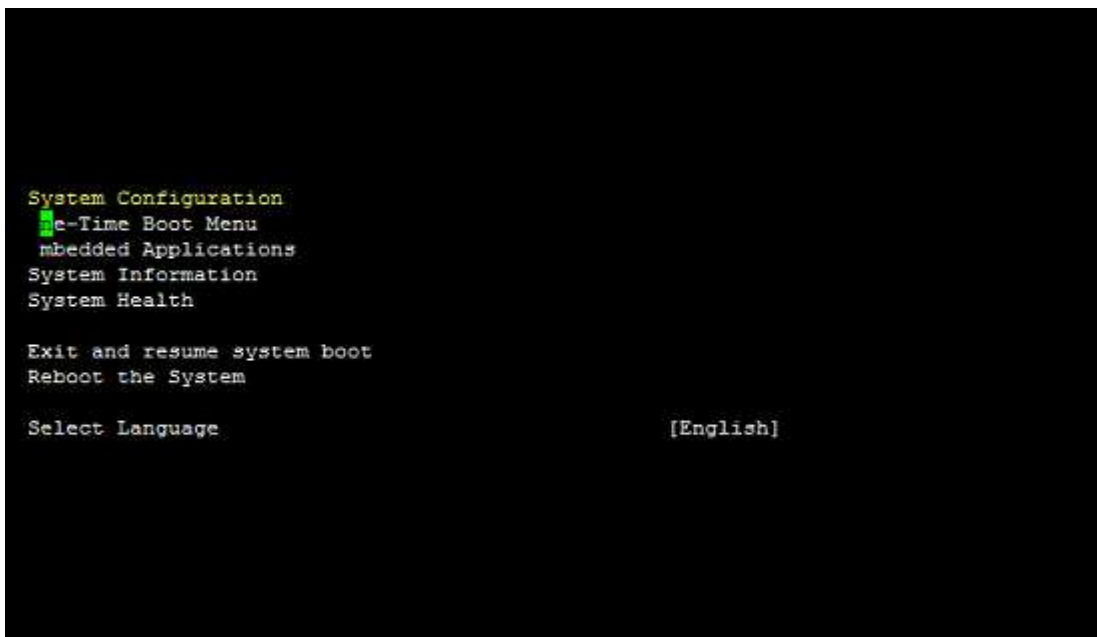 System Configuration
ne-Time Boot Menu
mbedded Applications
System Information
System Health
Exit and resume system boot
Reboot the System
Select Language [English]